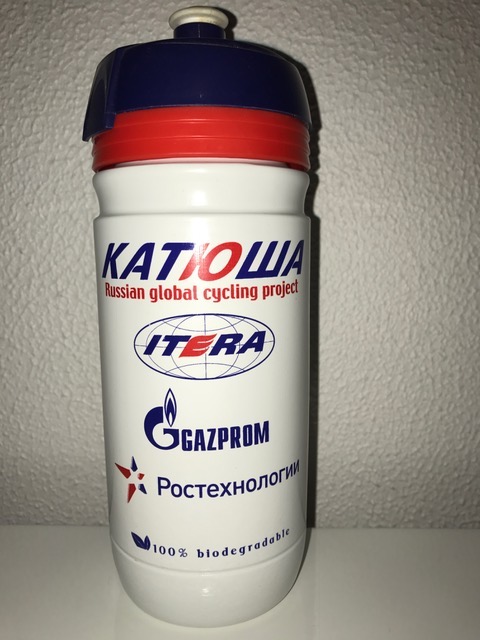 КАТЮША
Russian global cycling project
ITERA
GAZPROM
Ростехнологии
100% biodegradable